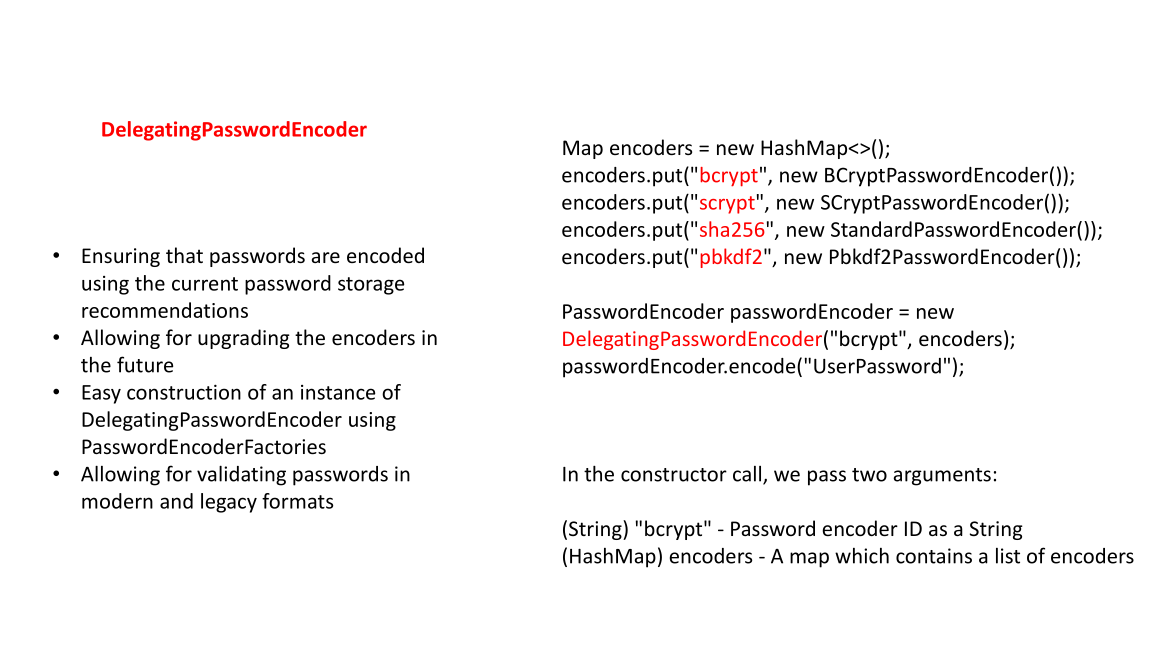 DelegatingPasswordEncoder
• Ensuring that passwords are encoded
using the current password storage
recommendations
• Allowing for upgrading the encoders in
the future
• Easy construction of an instance of
DelegatingPasswordEncoder using
PasswordEncoderFactories
• Allowing for validating passwords in
modern and legacy formats
Map encoders = new HashMap<>();
encoders.put("bcrypt", new BCryptPasswordEncoder());
encoders.put("scrypt", new SCryptPasswordEncoder());
encoders.put("sha256", new StandardPasswordEncoder());
encoders.put("pbkdf2", new Pbkdf2PasswordEncoder());
PasswordEncoder passwordEncoder = new
DelegatingPasswordEncoder("bcrypt", encoders);
passwordEncoder.encode("UserPassword");
In the constructor call, we pass two arguments:
(String) "bcrypt" - Password encoder ID as a String
(HashMap) encoders - A map which contains a list of encoders